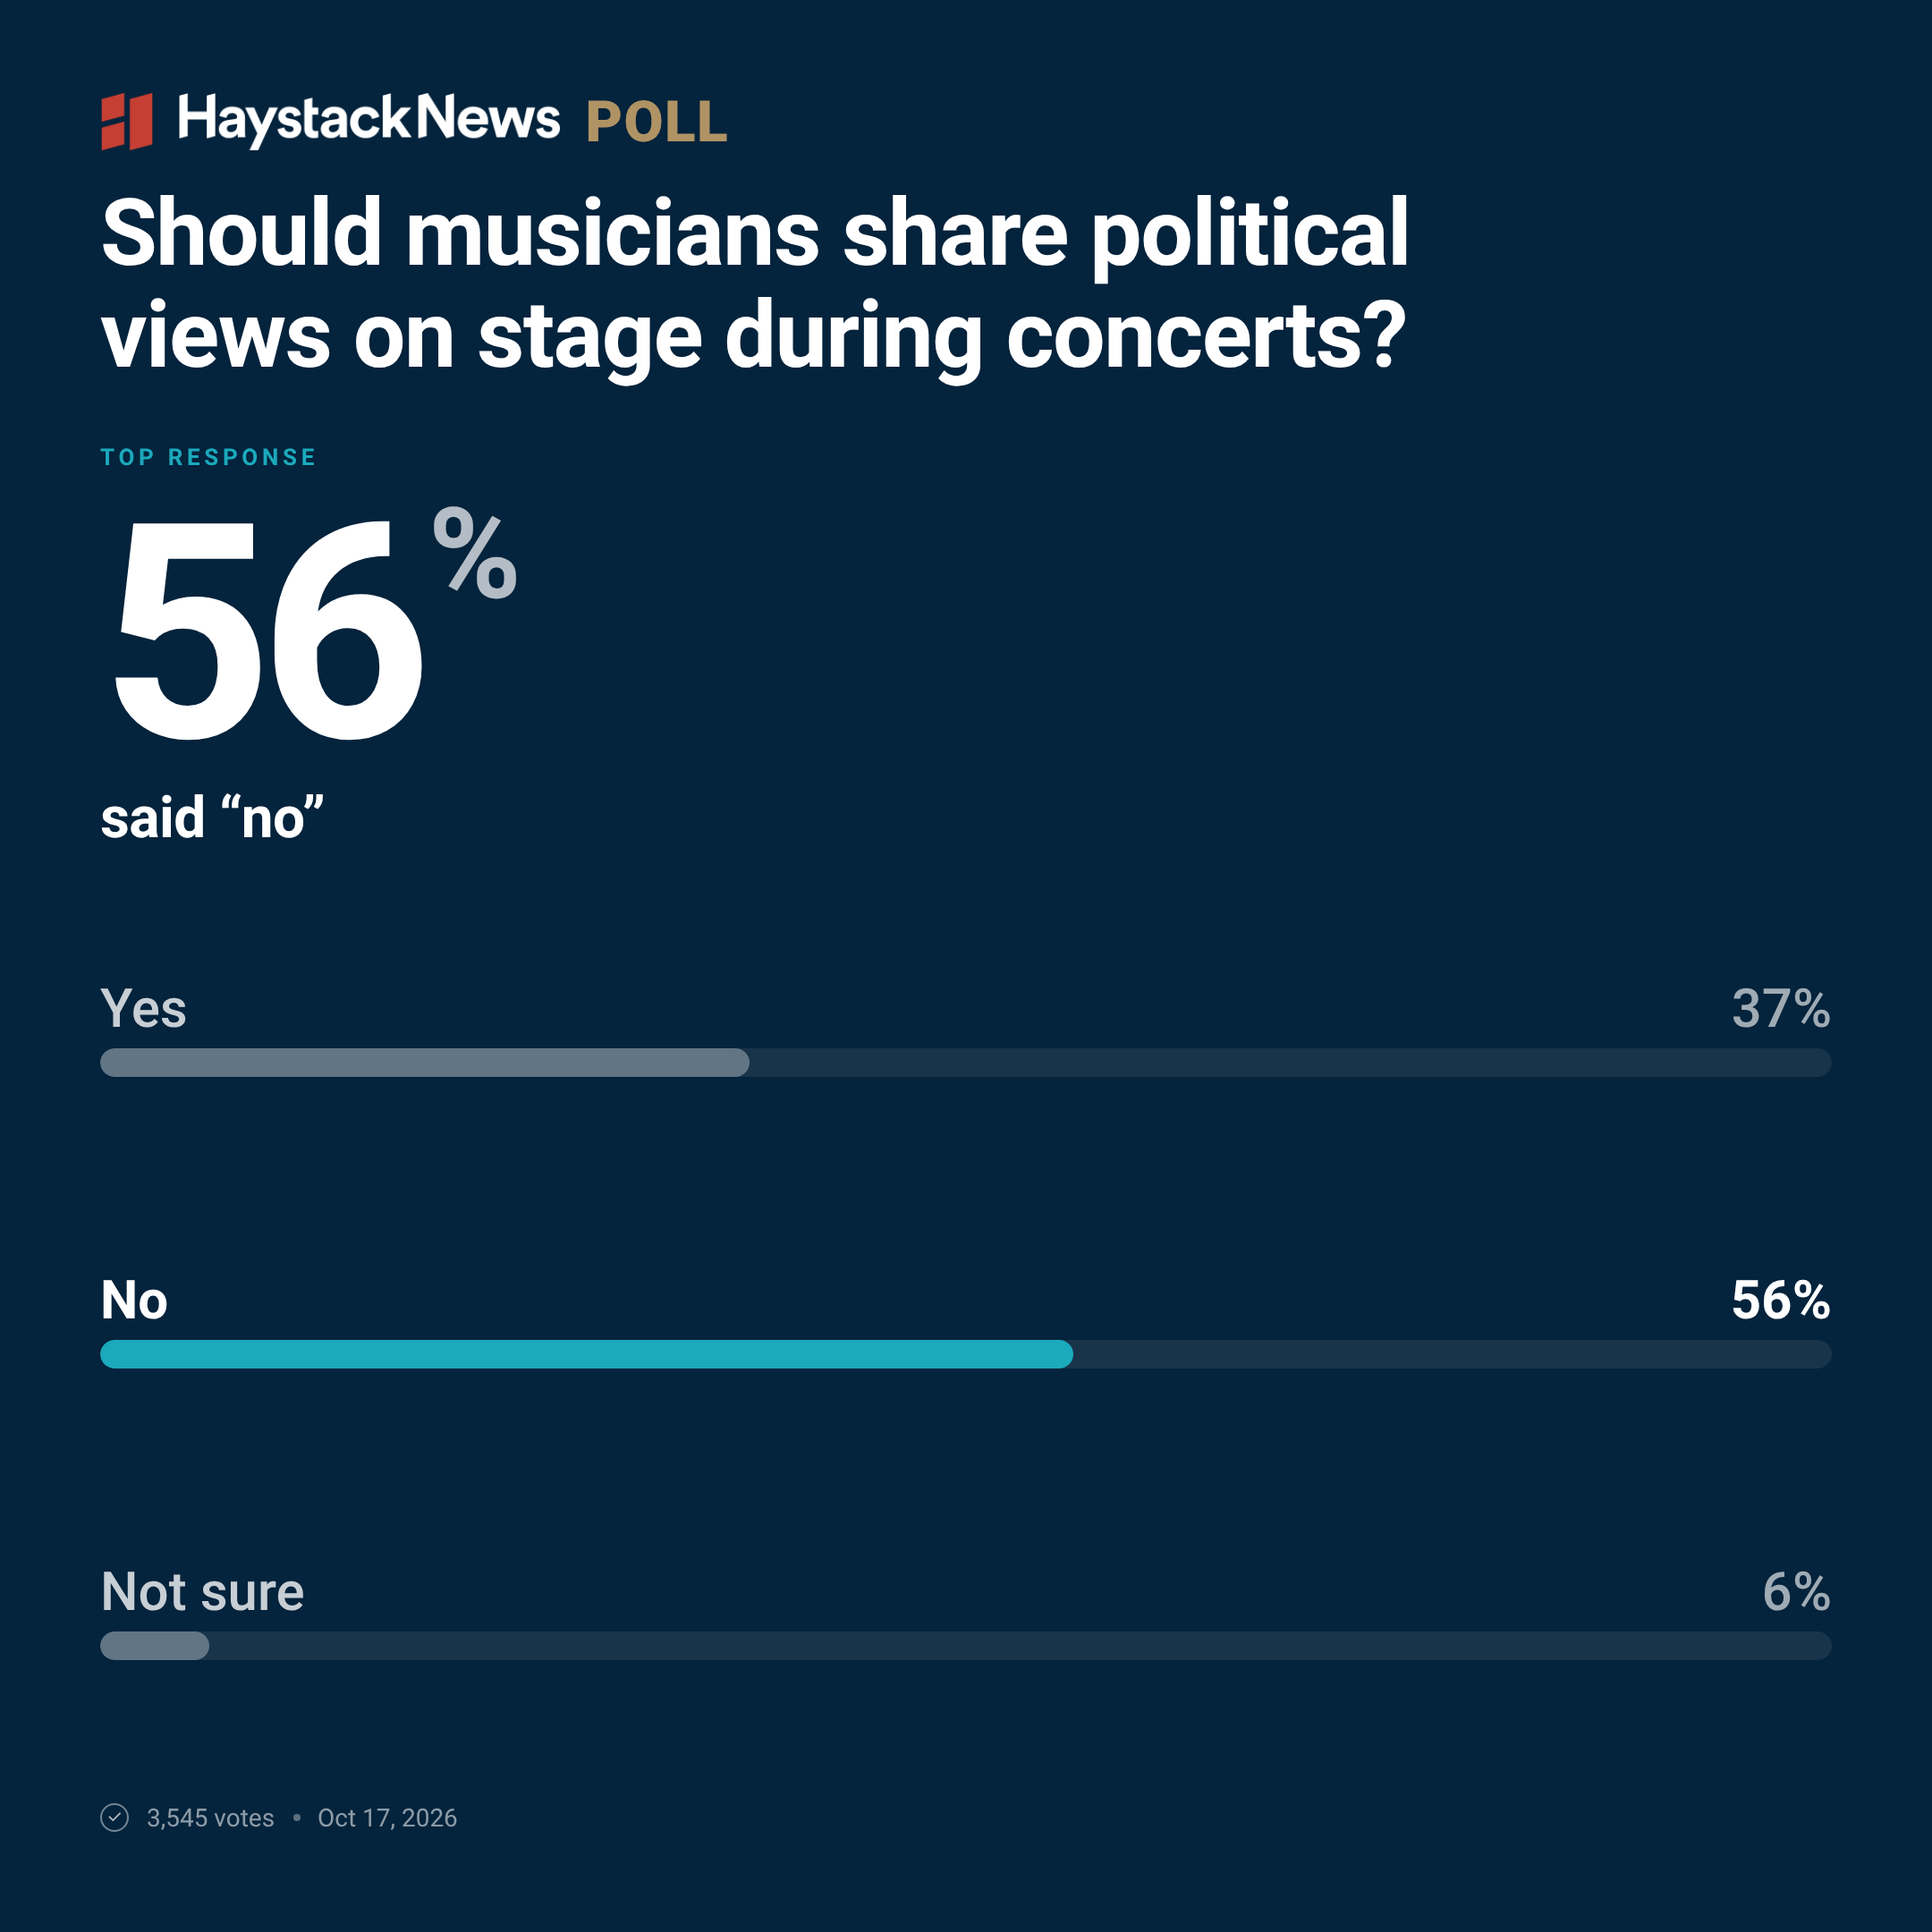 HaystackNews POLL
Should musicians share political
views on stage during concerts?
TOP RESPONSE
56%
said “no”
Yes 37%
No 56%
Not sure 6%
3,545 votes • Oct 17, 2026